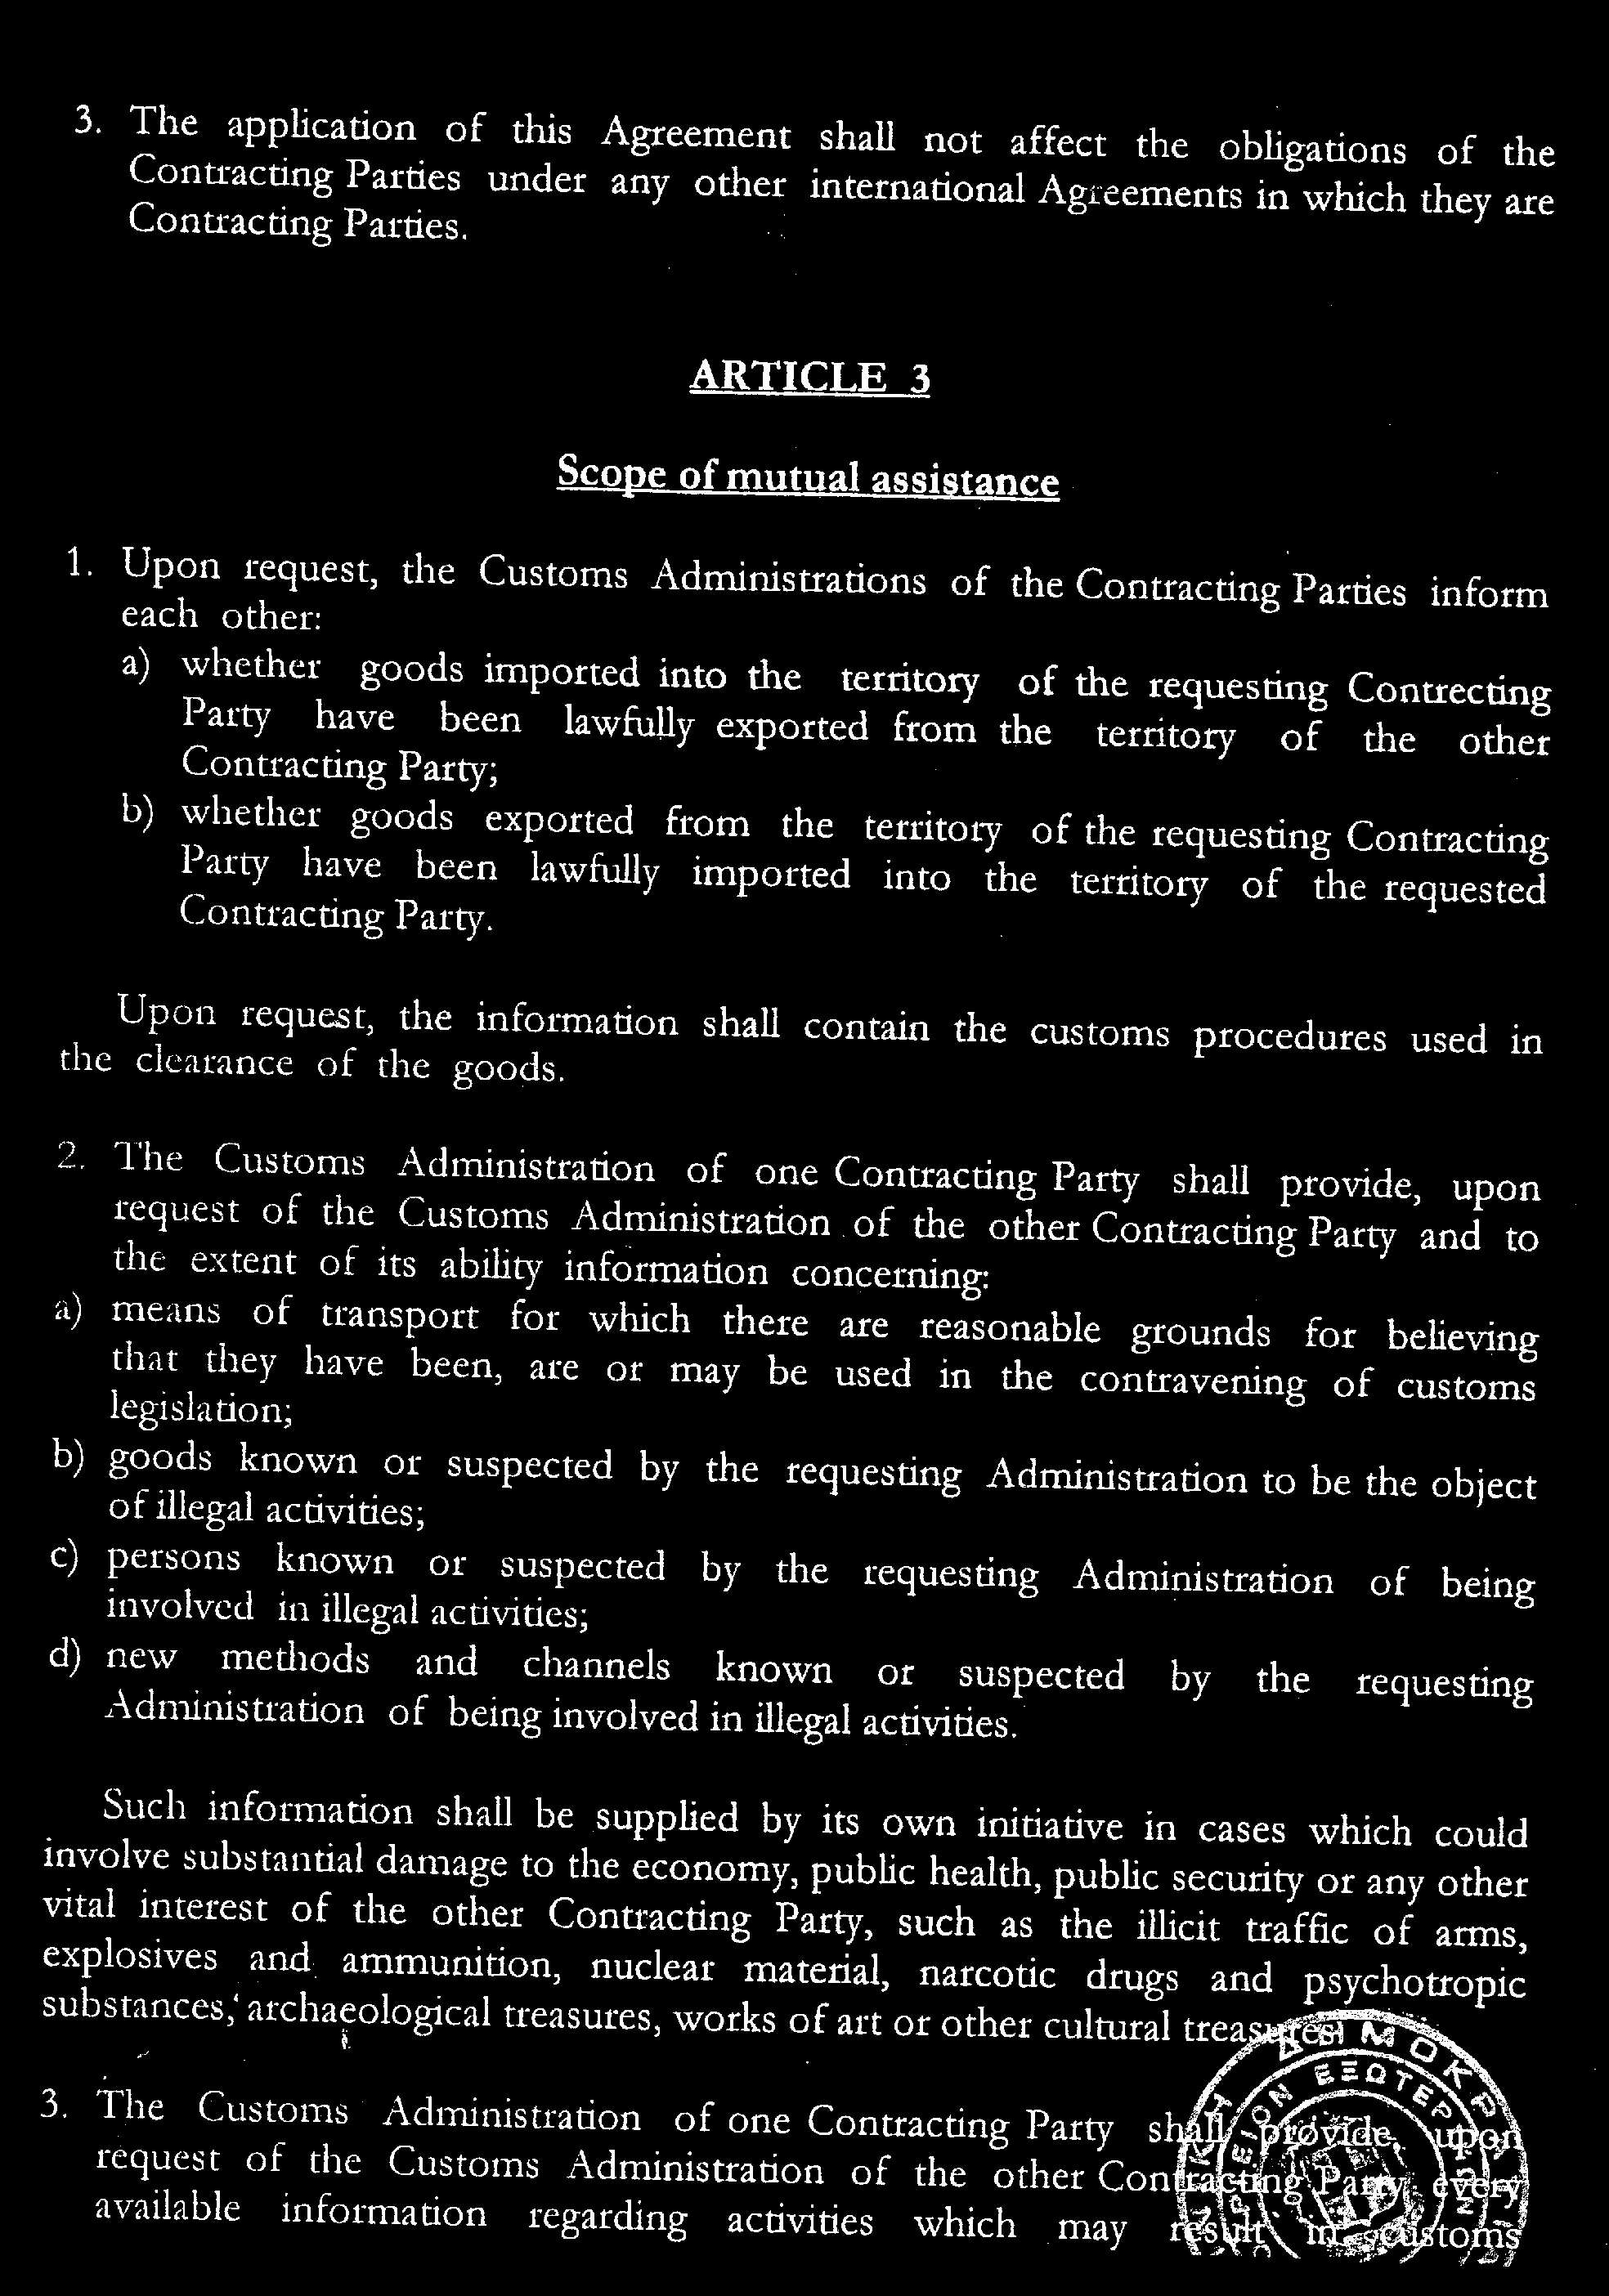 3. The application of this Agreement shall not affect the obligations of the
Contracting Parties under any other international Agreements in which they are
Contracting Parties.
ARTICLE 3
Scope of mutual assistance
1. Upon request, the Customs Administrations of the Contracting Parties inform
each other:
a) whether goods imported into the territory of the requesting Contrecting
Party have been lawfully exported from the territory of the other
Contracting Party;
b) whether goods exported from the territory of the requesting Contracting
Party have been lawfully imported into the territory of the requested
Contracting Party.
Upon request, the information shall contain the customs procedures used in
the clearance of the goods.
2. The Customs Administration of one Contracting Party shall provide, upon
request of the Customs Administration of the other Contracting Party and to
the extent of its ability information concerning:
a) means of transport for which there are reasonable grounds for believing
that they have been, are or may be used in the contravening of customs
legislation;
b) goods known or suspected by the requesting Administration to be the object
of illegal activities;
c) persons known or suspected by the requesting Administration of being
involved in illegal activities;
d) new methods and channels known or suspected by the requesting
Administration of being involved in illegal activities.
Such information shall be supplied by its own initiative in cases which could
involve substantial damage to the economy, public health, public security or any other
vital interest of the other Contracting Party, such as the illicit traffic of arms,
explosives and ammunition, nuclear material, narcotic drugs and psychotropic
substances, archaeological treasures, works of art or other cultural treasures.
3. The Customs Administration of one Contracting Party shall provide, upon
request of the Customs Administration of the other Contracting Party, every
available information regarding activities which may result in customs